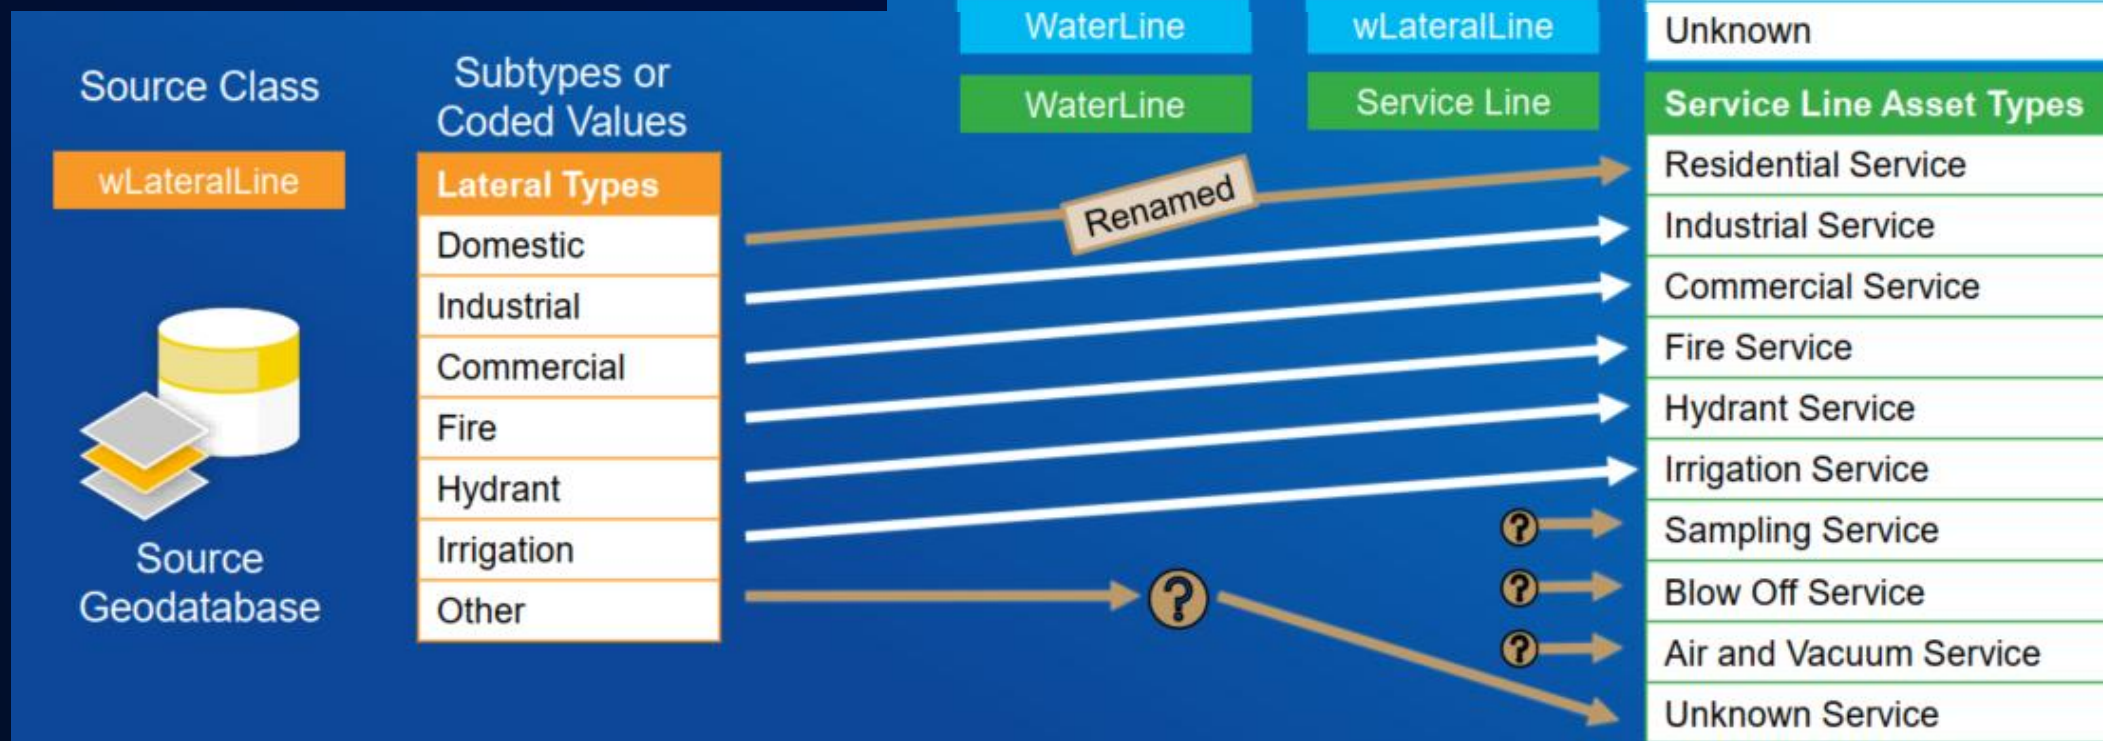 Source Class
wLateralLine
Source
Geodatabase
Subtypes or
Coded Values
Lateral Types
Domestic
Industrial
Commercial
Fire
Hydrant
Irrigation
Other
WaterLine
wLateralLine
Unknown
WaterLine
Service Line
Service Line Asset Types
Renamed
Residential Service
Industrial Service
Commercial Service
Fire Service
Hydrant Service
Irrigation Service
? Sampling Service
? Blow Off Service
? Air and Vacuum Service
?
Unknown Service